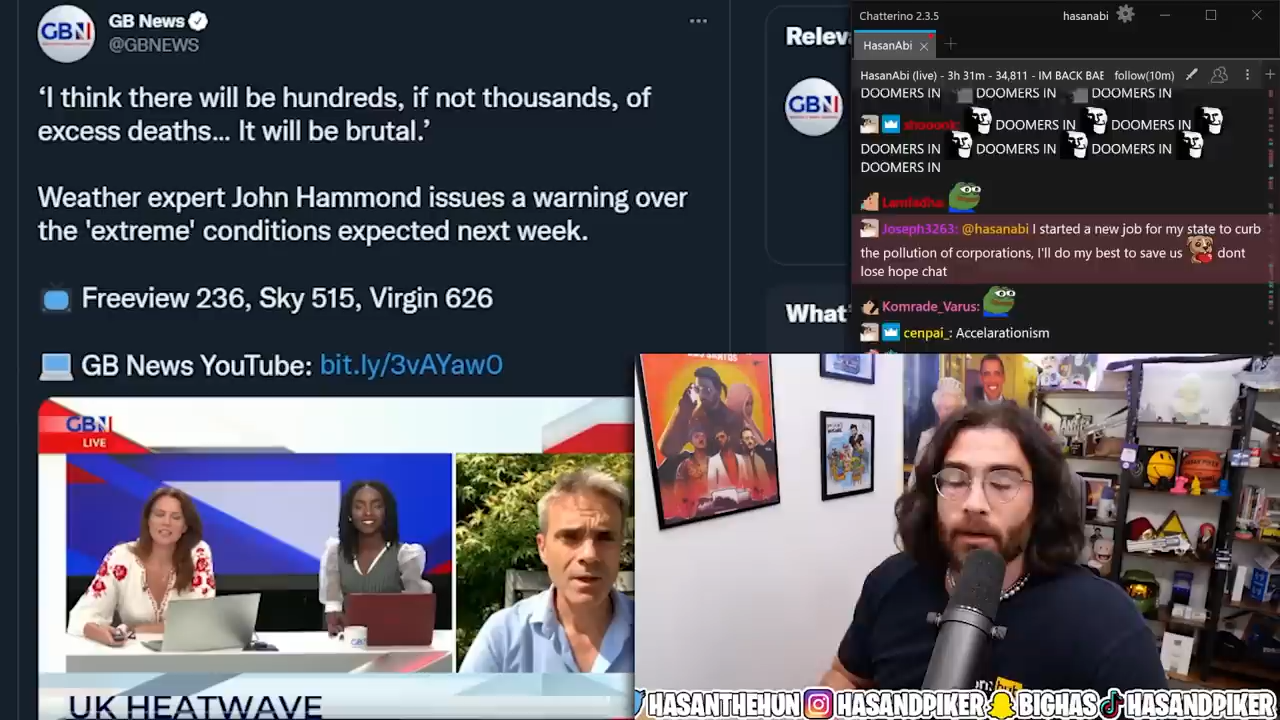 GB News
@GBNEWS
‘I think there will be hundreds, if not thousands, of
excess deaths... It will be brutal.’
Weather expert John Hammond issues a warning over
the 'extreme' conditions expected next week.
Freeview 236, Sky 515, Virgin 626
GB News YouTube: bit.ly/3vAYaw0
GBN
LIVE
UK HEATWAVE
Relev
GBN
What'
Chatterino 2.3.5
hasanabi
HasanAbi
HasanAbi (live) - 3h 31m - 34,811 - IM BACK BAE
follow(10m)
DOOMERS IN DOOMERS IN DOOMERS IN
DOOMERS IN DOOMERS IN
DOOMERS IN DOOMERS IN DOOMERS IN
DOOMERS IN
Lamfadha:
Joseph3263: @hasanabi I started a new job for my state to curb
the pollution of corporations, I'll do my best to save us dont
lose hope chat
Komrade_Varus:
cenpai_: Accelarationism
HASANTHEHUN HASANDPIKER BIGHAS HASANDPIKER